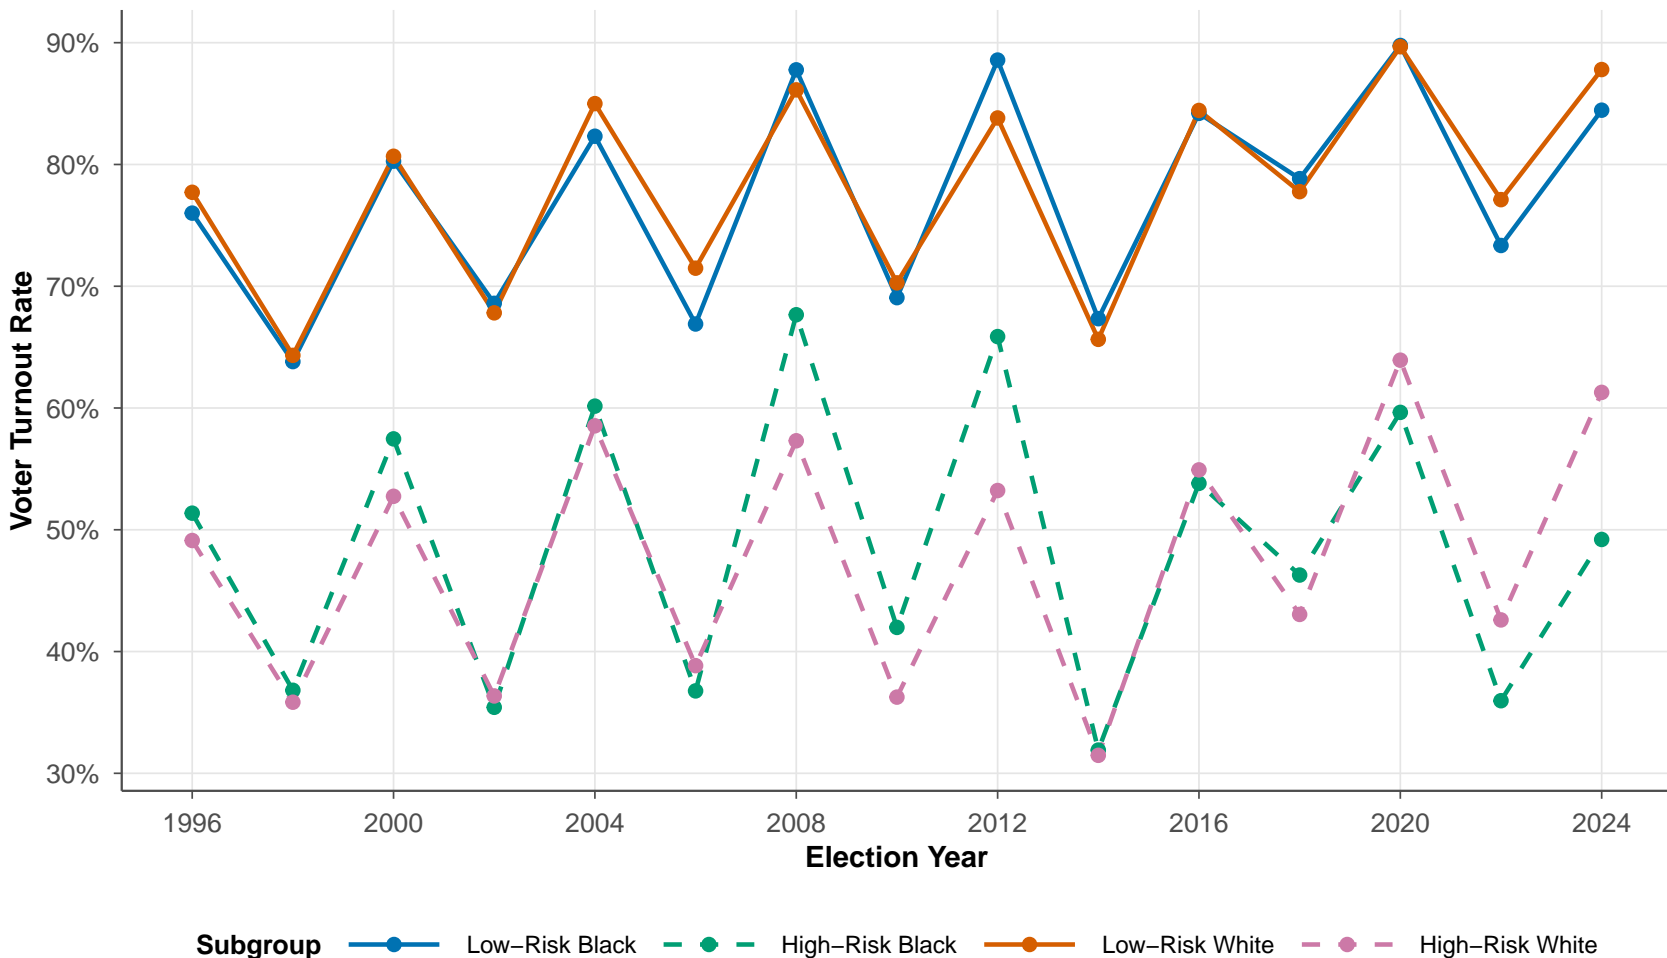 90%
80%
70%
60%
50%
40%
30%
Voter Turnout Rate
1996 2000 2004 2008 2012 2016 2020 2024
Election Year
Subgroup Low−Risk Black High−Risk Black Low−Risk White High−Risk White